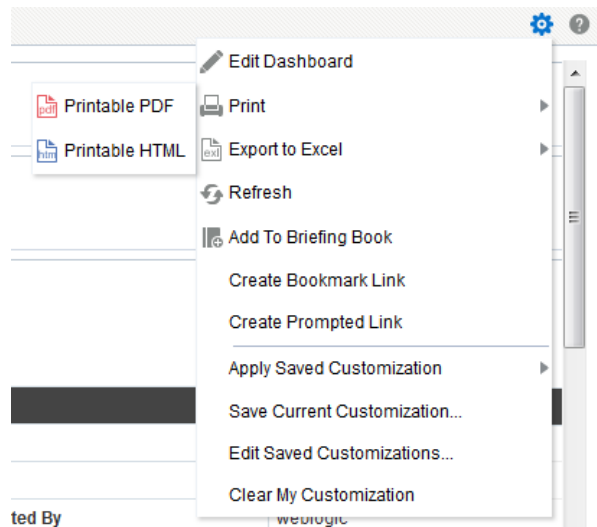 Edit Dashboard
Printable PDF
Print
Printable HTML
Export to Excel
Refresh
Add To Briefing Book
Create Bookmark Link
Create Prompted Link
Apply Saved Customization
Save Current Customization...
Edit Saved Customizations...
Clear My Customization
ted By
weblogic